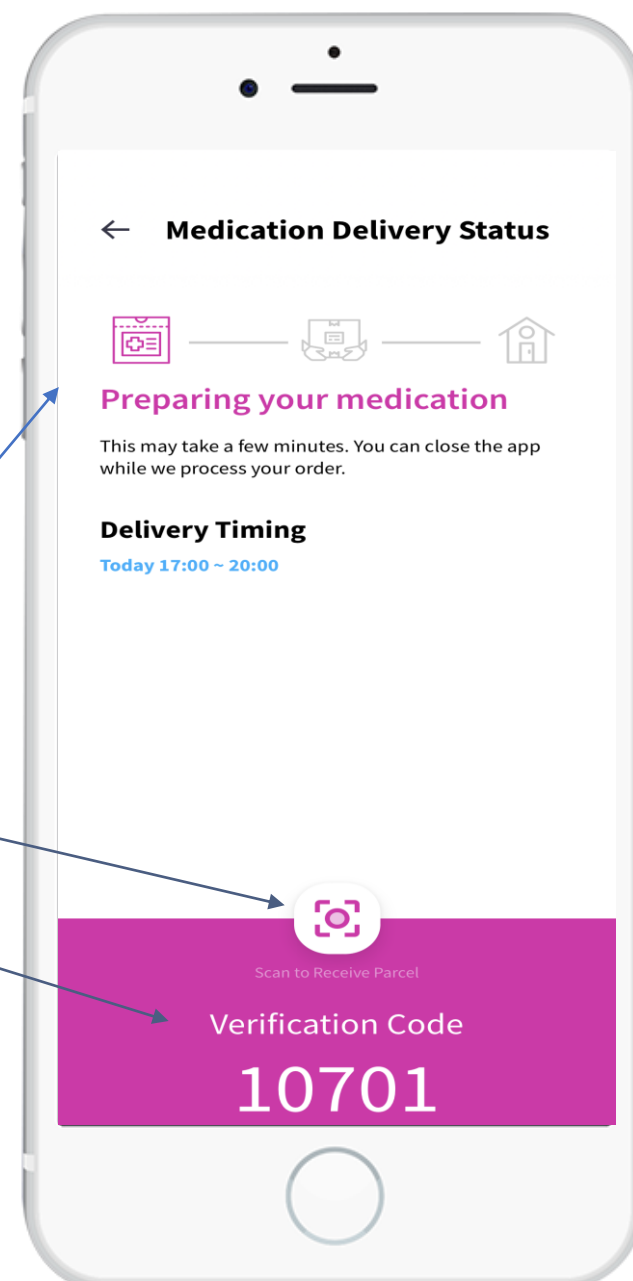 Medication Delivery Status
Preparing your medication
This may take a few minutes. You can close the app
while we process your order.
Delivery Timing
Today 17:00 ~ 20:00
Scan to Receive Parcel
Verification Code
10701